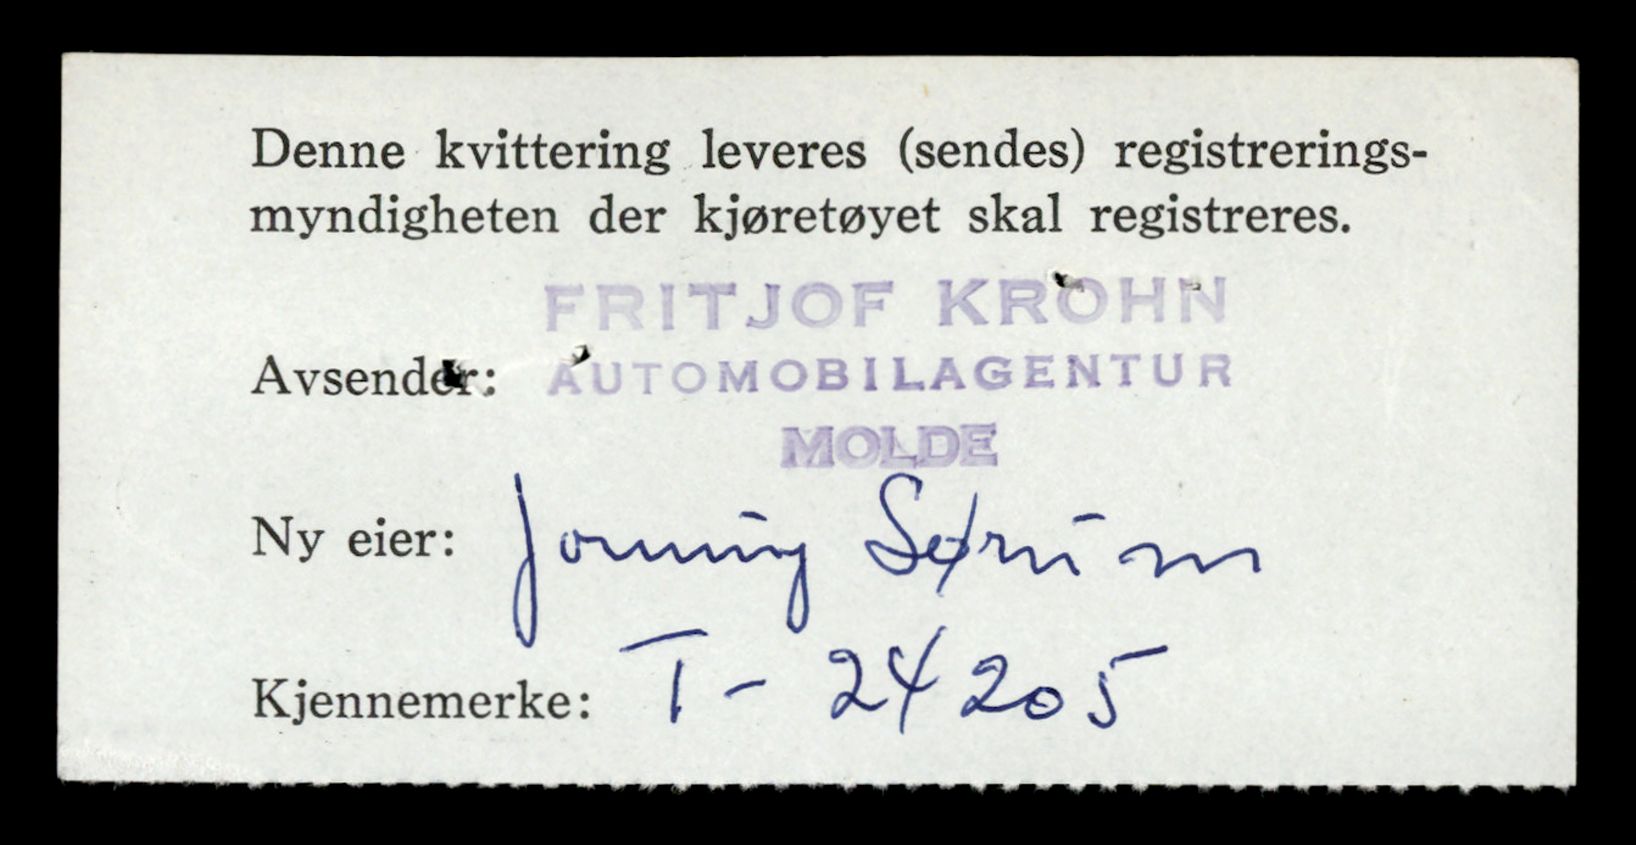 Denne kvittering leveres (sendes) registrerings-
myndigheten der kjøretøyet skal registreres.
FRITJOF KROHN
Avsender: AUTOMOBILAGENTUR
MOLDE
Ny eier: Sørum
Kjennemerke: T - 24205